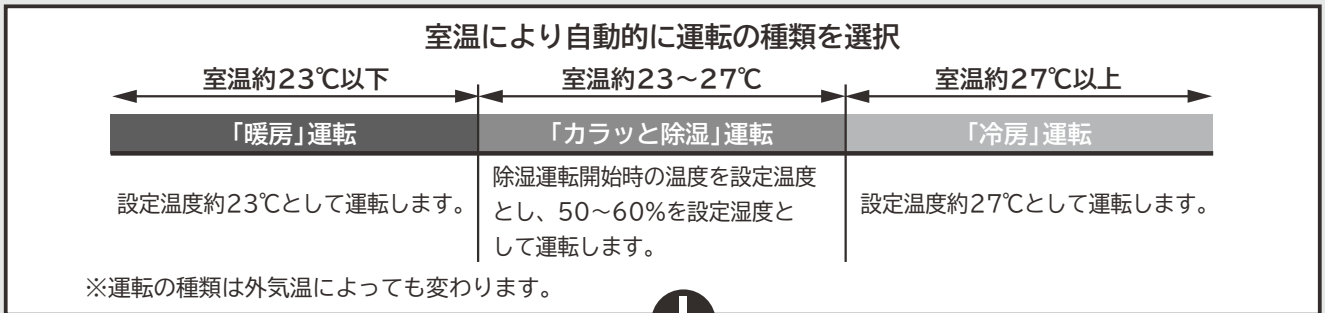 室温により自動的に運転の種類を選択
室温約23℃以下
室温約23～27℃
室温約27℃以上
「暖房」運転
「カラッと除湿」運転
「冷房」運転
設定温度約23℃として運転します。
除湿運転開始時の温度を設定温度
とし、50～60%を設定湿度と
して運転します。
設定温度約27℃として運転します。
※運転の種類は外気温によっても変わります。